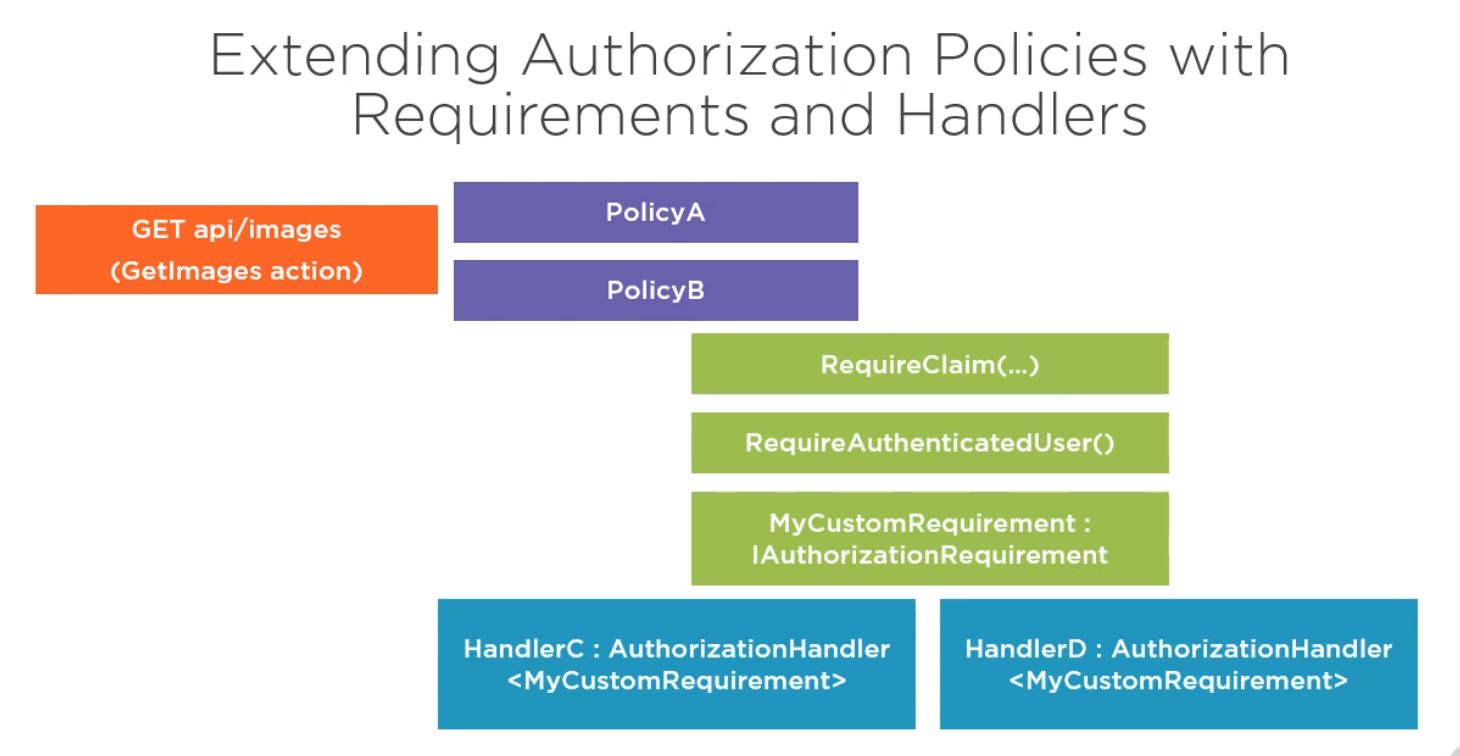 Extending Authorization Policies with
Requirements and Handlers
GET api/images
(GetImages action)
PolicyA
PolicyB
RequireClaim(...)
RequireAuthenticatedUser()
MyCustomRequirement :
IAuthorizationRequirement
HandlerC : AuthorizationHandler
<MyCustomRequirement>
HandlerD : AuthorizationHandler
<MyCustomRequirement>